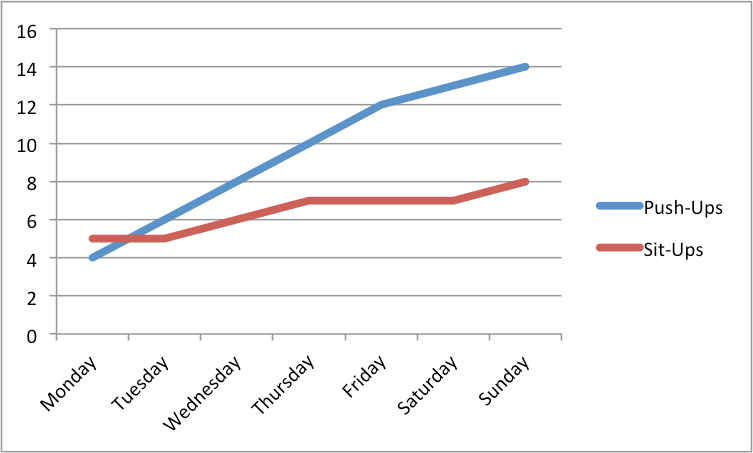 16
14
12
10
8
6
4
2
0
Monday
Tuesday
Wednesday
Thursday
Friday
Saturday
Sunday
Push-Ups
Sit-Ups